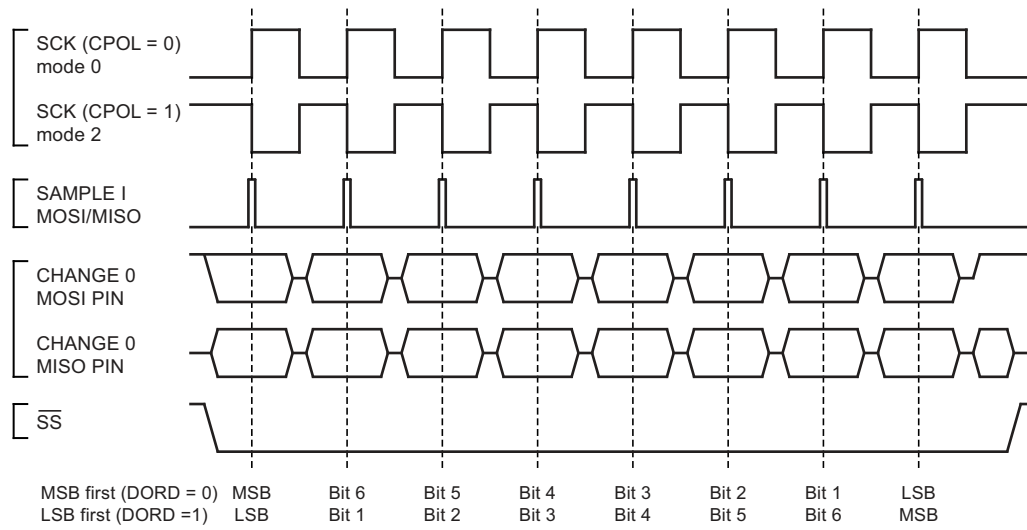 SCK (CPOL = 0)
mode 0
SCK (CPOL = 1)
mode 2
SAMPLE I
MOSI/MISO
CHANGE 0
MOSI PIN
CHANGE 0
MISO PIN
SS
MSB first (DORD = 0) MSB Bit 6 Bit 5 Bit 4 Bit 3 Bit 2 Bit 1 LSB
LSB first (DORD =1) LSB Bit 1 Bit 2 Bit 3 Bit 4 Bit 5 Bit 6 MSB